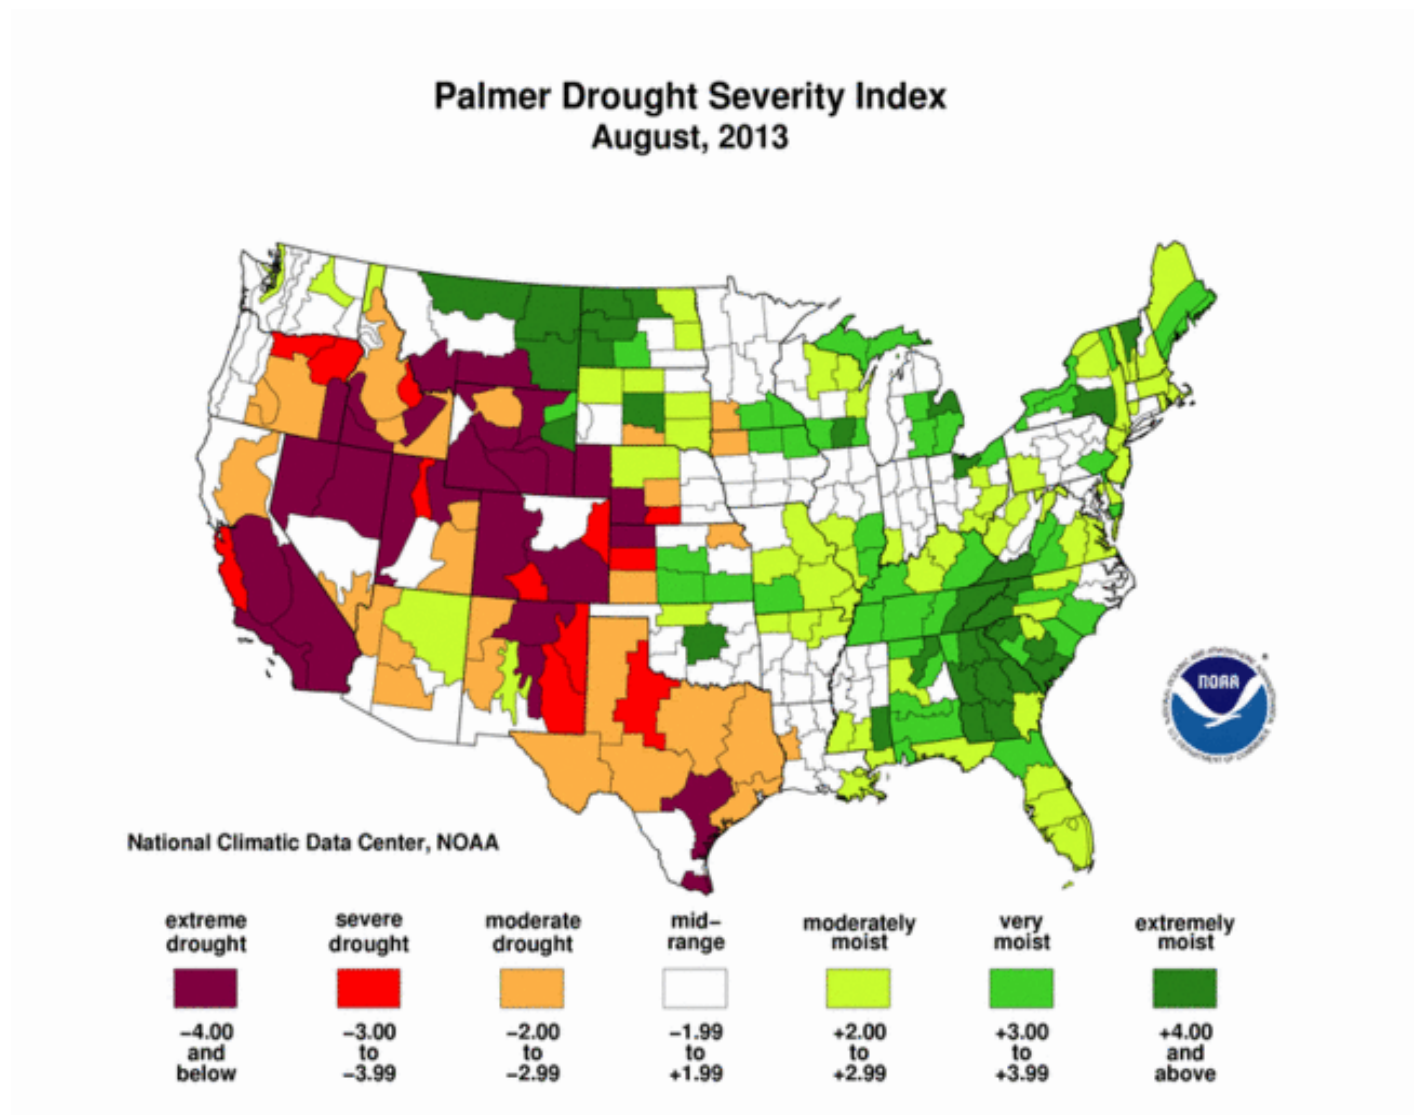 Palmer Drought Severity Index
August, 2013
NOAA
National Climatic Data Center, NOAA
extreme
drought
−4.00
and
below
severe
drought
−3.00
to
−3.99
moderate
drought
−2.00
to
−2.99
mid−
range
−1.99
to
+1.99
moderately
moist
+2.00
to
+2.99
very
moist
+3.00
to
+3.99
extremely
moist
+4.00
and
above